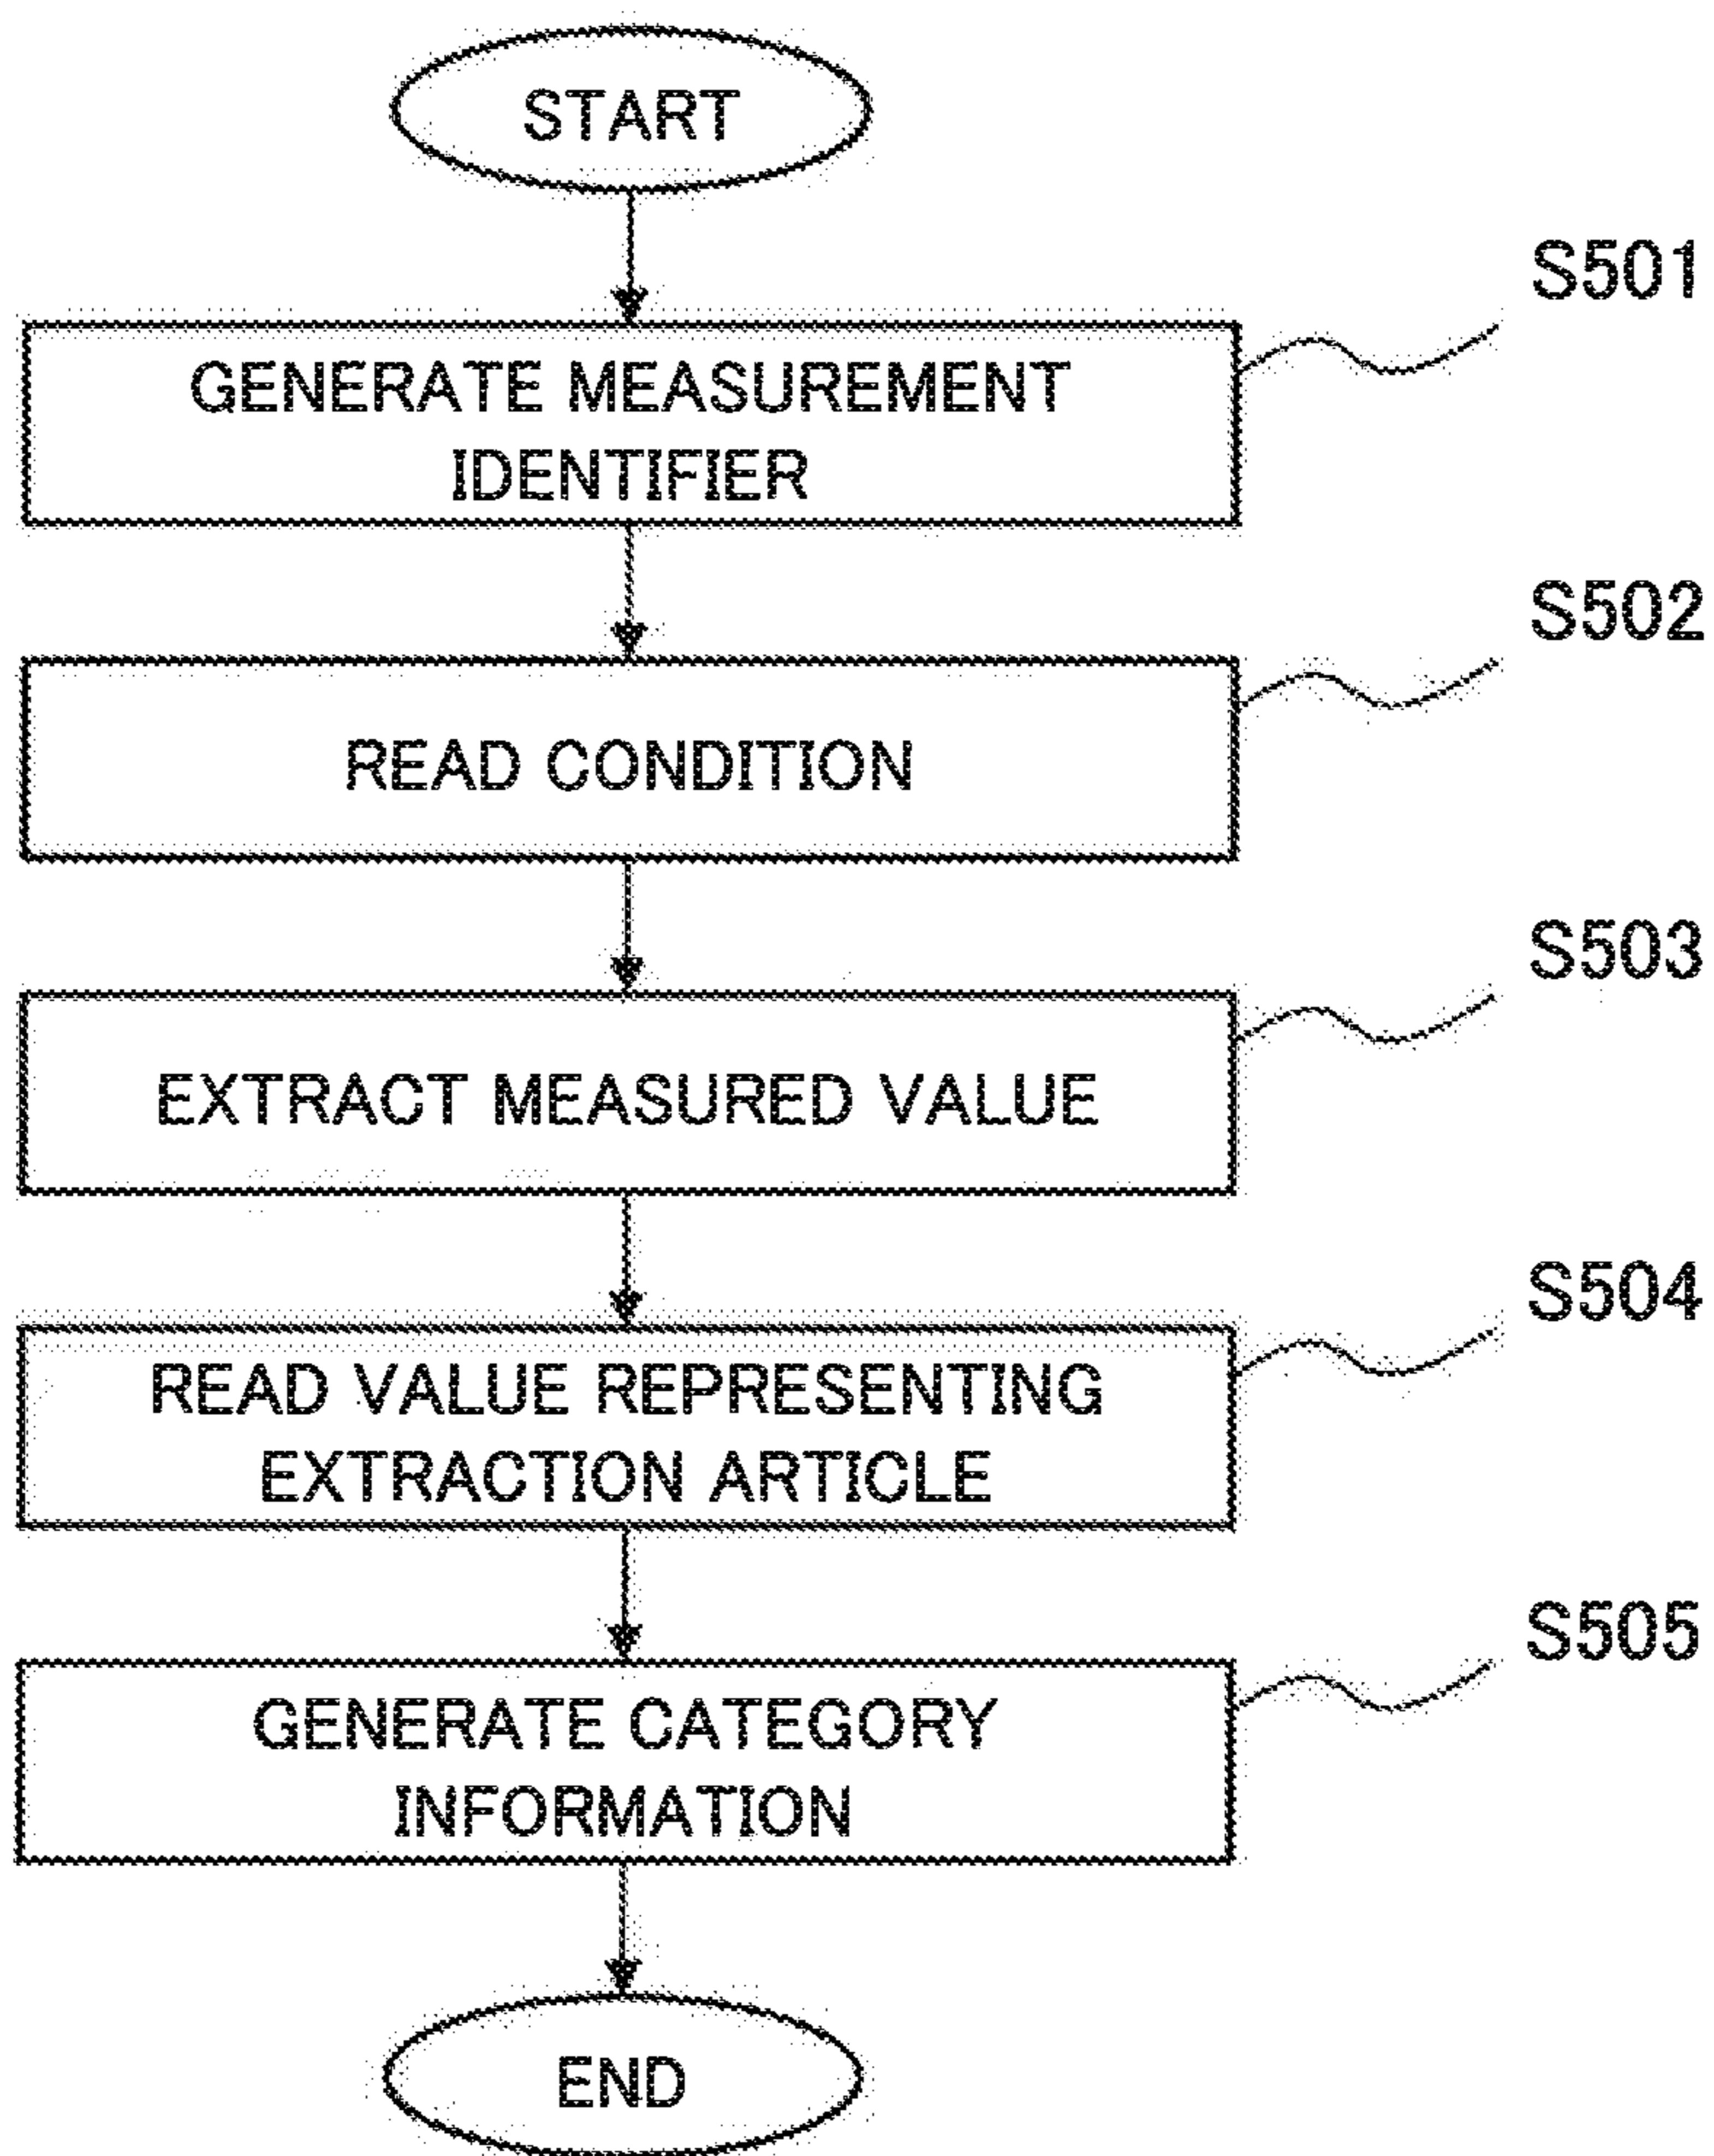 START
S501
GENERATE MEASUREMENT
IDENTIFIER
S502
READ CONDITION
S503
EXTRACT MEASURED VALUE
S504
READ VALUE REPRESENTING
EXTRACTION ARTICLE
S505
GENERATE CATEGORY
INFORMATION
END